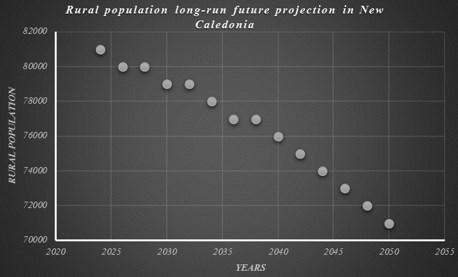 Rural population long-run future projection in New
Caledonia
82000
80000
78000
76000
74000
72000
70000
RURAL POPULATION
2020 2025 2030 2035 2040 2045 2050 2055
YEARS